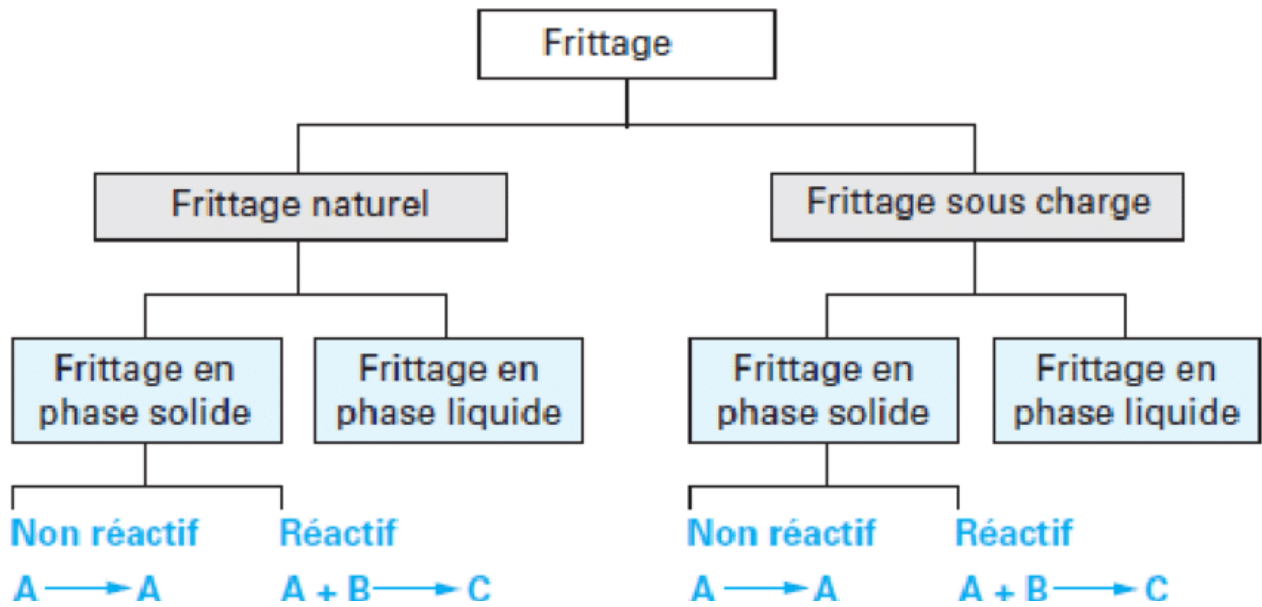 Frittage
Frittage naturel
Frittage sous charge
Frittage en
phase solide
Frittage en
phase liquide
Frittage en
phase solide
Frittage en
phase liquide
Non réactif
Réactif
Non réactif
Réactif
A → A
A + B → C
A → A
A + B → C